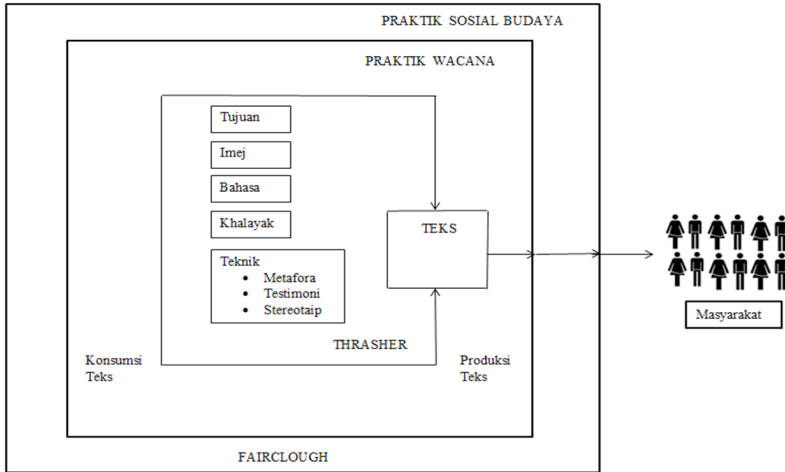 PRAKTIK SOSIAL BUDAYA
PRAKTIK WACANA
Tujuan
Imej
Bahasa
Khalayak
Teknik
• Metafora
• Testimoni
• Stereotaip
TEKS
THRASHER
Konsumsi
Teks
Produksi
Teks
Masyarakat
FAIRCLOUGH